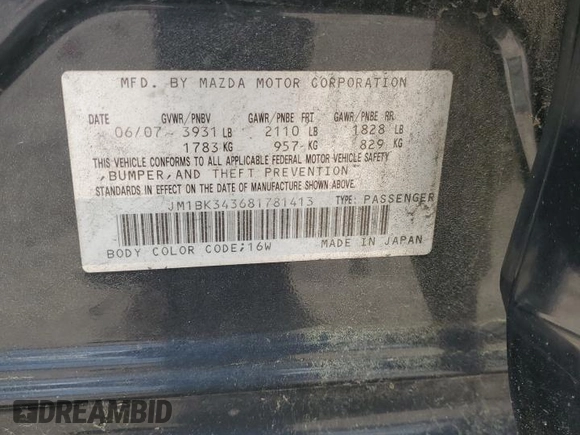 MFD. BY MAZDA MOTOR CORPORATION
DATE GVWR/PNBV GAWR/PNBE FRT GAWR/PNBE RR
06/07 3931 LB 2110 LB 1828 LB
1783 KG 957 KG 829 KG
THIS VEHICLE CONFORMS TO ALL APPLICABLE FEDERAL MOTOR VEHICLE SAFETY
,BUMPER,AND THEFT PREVENTION
STANDARDS IN EFFECT ON THE DATE OF MANUFACTURE SHOWN ABOVE.
JM1BK343681781413 TYPE: PASSENGER
BODY COLOR CODE;16W MADE IN JAPAN
DREAMBID